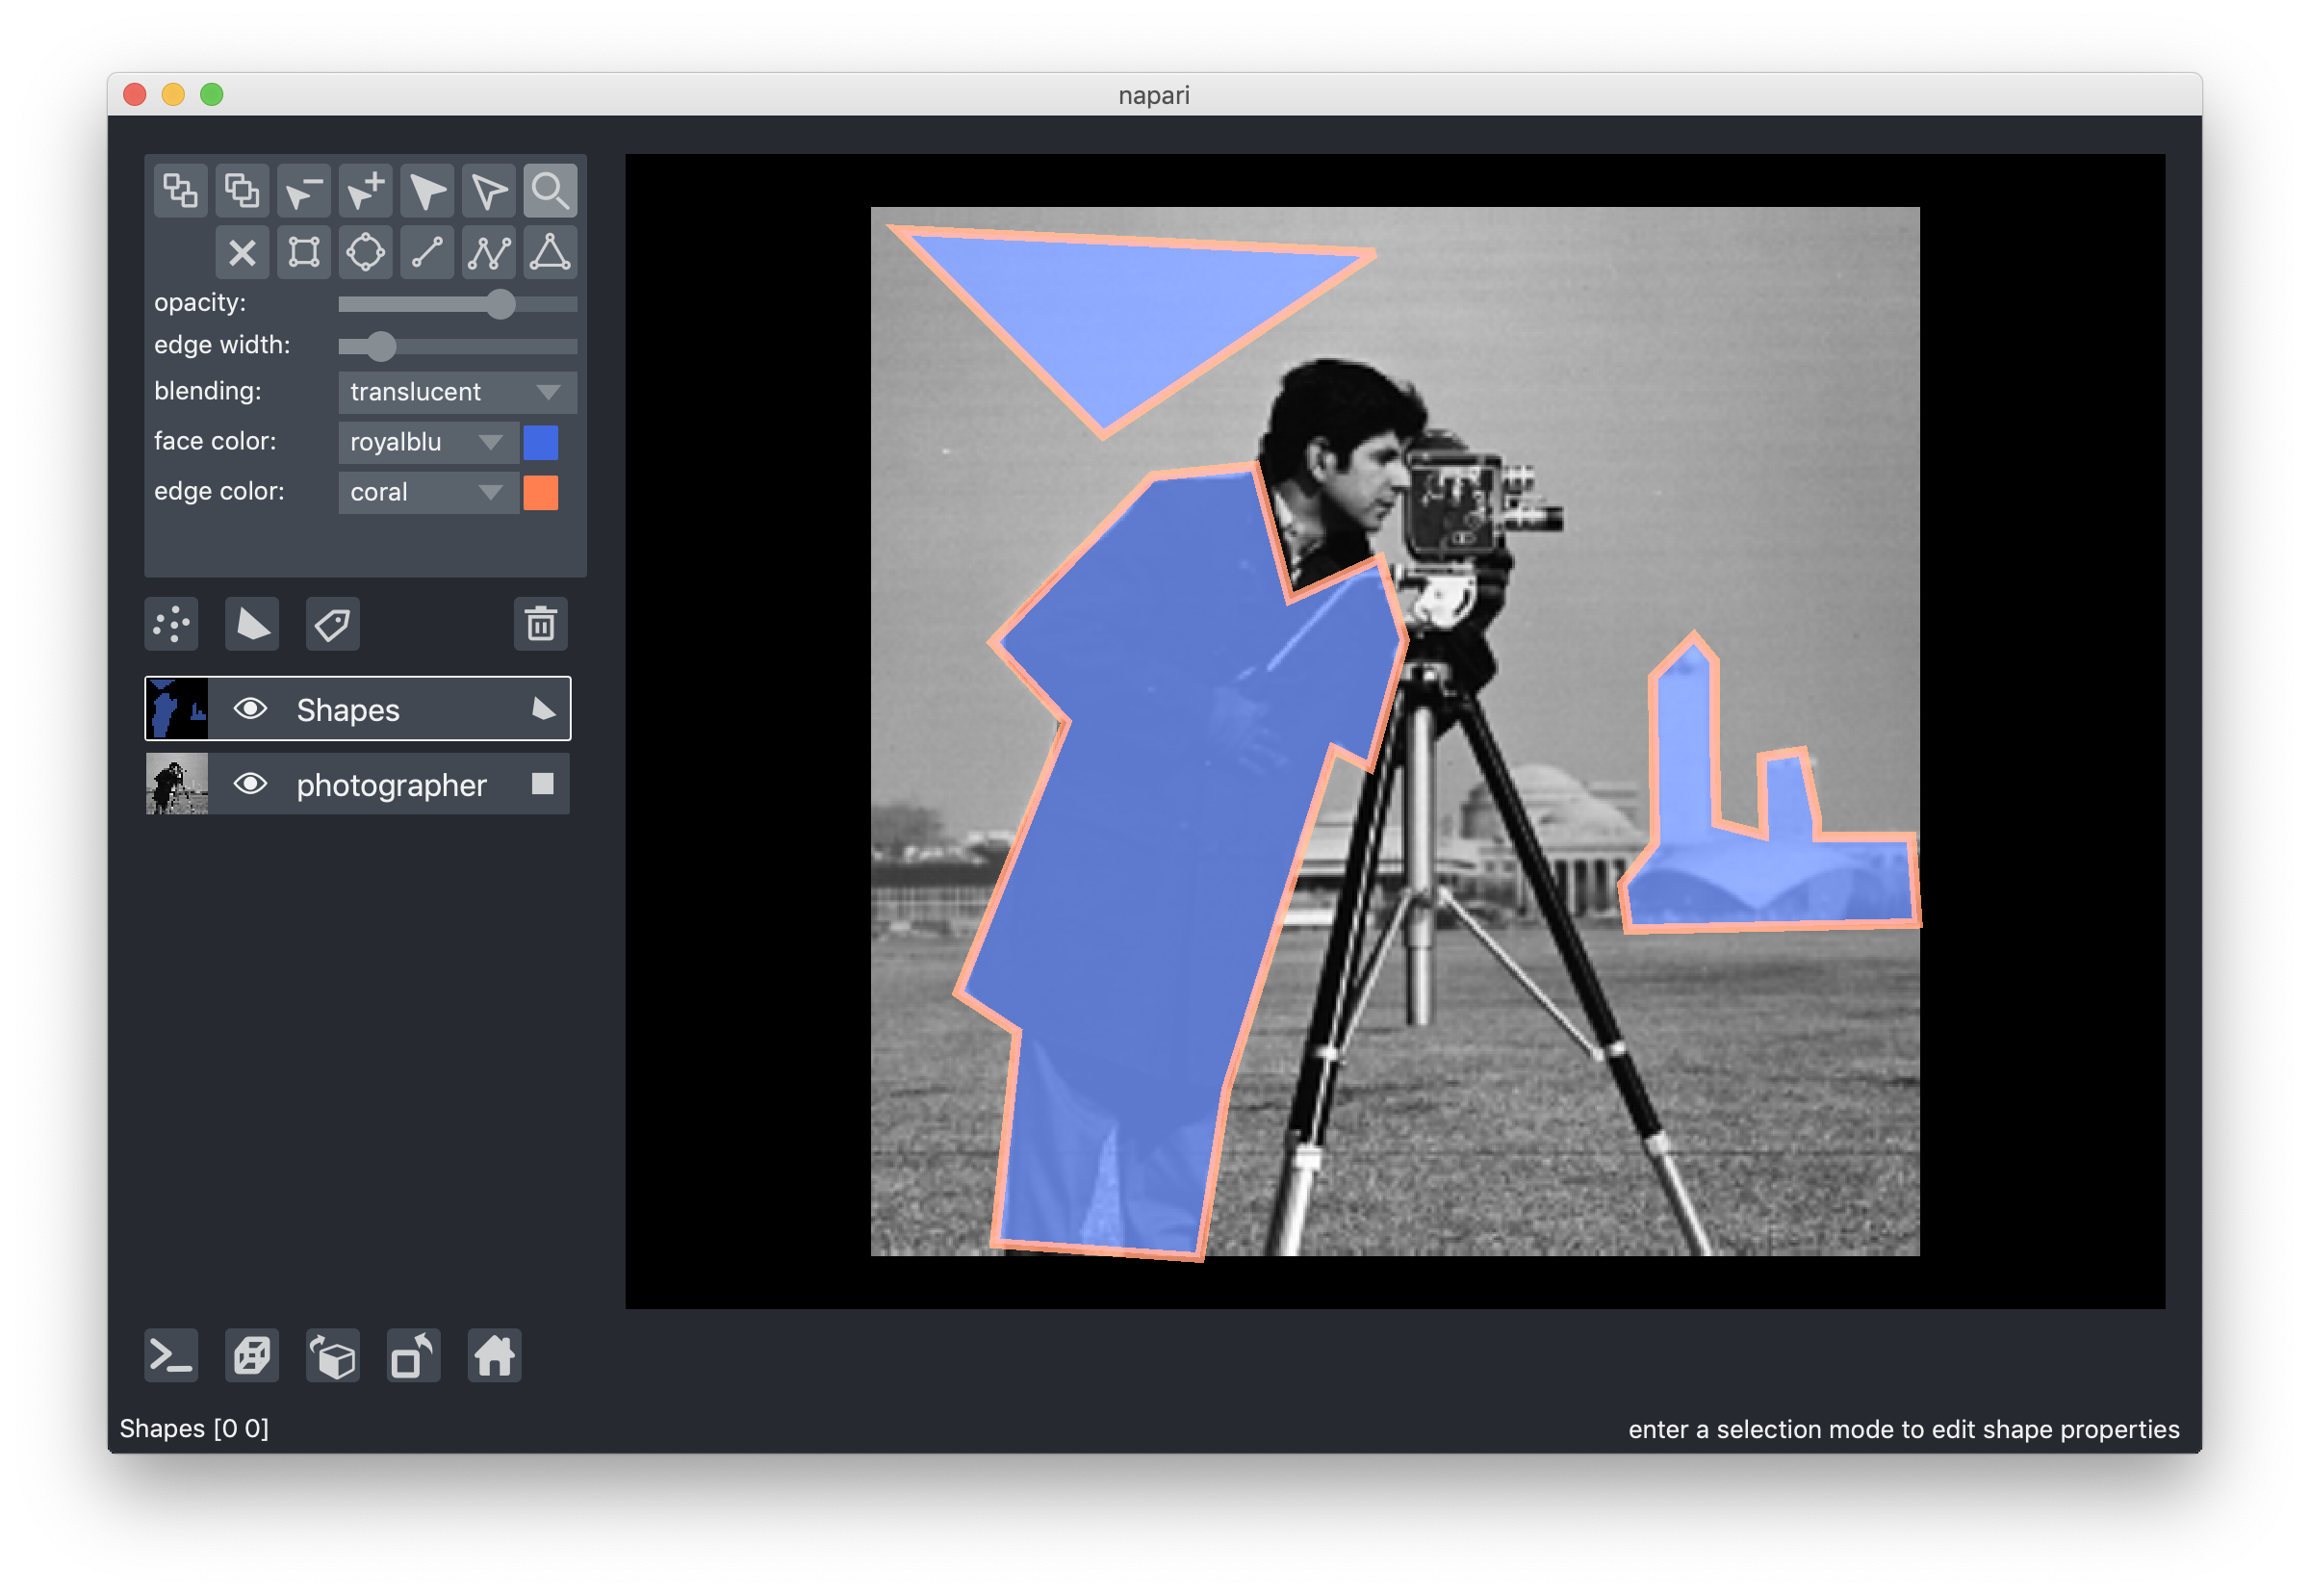 napari
opacity:
edge width:
blending:
translucent
face color:
royalblu
edge color:
coral
Shapes
photographer
Shapes [0 0]
enter a selection mode to edit shape properties